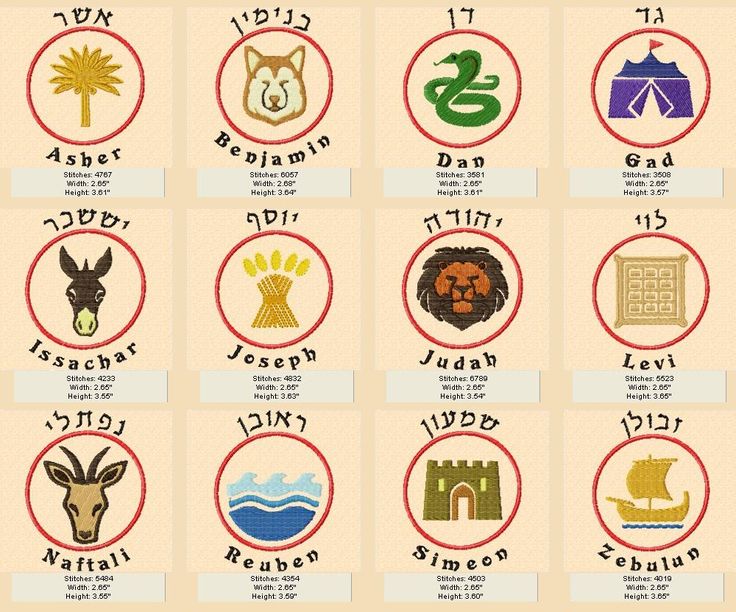 אשר
Asher
Stitches: 4767
Width: 2.65"
Height: 3.61"
בנימין
Benjamin
Stitches: 6057
Width: 2.68"
Height: 3.64"
דן
Dan
Stitches: 3581
Width: 2.65"
Height: 3.61"
גד
Gad
Stitches: 3508
Width: 2.65"
Height: 3.57"
יששכר
Issachar
Stitches: 4233
Width: 2.65"
Height: 3.55"
יוסף
Joseph
Stitches: 4832
Width: 2.65"
Height: 3.63"
יהודה
Judah
Stitches: 6789
Width: 2.65"
Height: 3.54"
לוי
Levi
Stitches: 5523
Width: 2.65"
Height: 3.65"
נפתלי
Naftali
Stitches: 5484
Width: 2.65"
Height: 3.55"
ראובן
Reuben
Stitches: 4354
Width: 2.65"
Height: 3.59"
שמעון
Simeon
Stitches: 4503
Width: 2.65"
Height: 3.60"
זבולן
Zebulun
Stitches: 4019
Width: 2.65"
Height: 3.65"